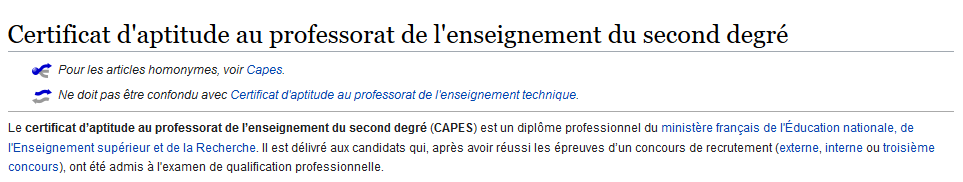 Certificat d'aptitude au professorat de l'enseignement du second degré
Pour les articles homonymes, voir Capes.
Ne doit pas être confondu avec Certificat d'aptitude au professorat de l'enseignement technique.
Le certificat d’aptitude au professorat de l’enseignement du second degré (CAPES) est un diplôme professionnel du ministère français de l'Éducation nationale, de
l'Enseignement supérieur et de la Recherche. Il est délivré aux candidats qui, après avoir réussi les épreuves d’un concours de recrutement (externe, interne ou troisième
concours), ont été admis à l'examen de qualification professionnelle.